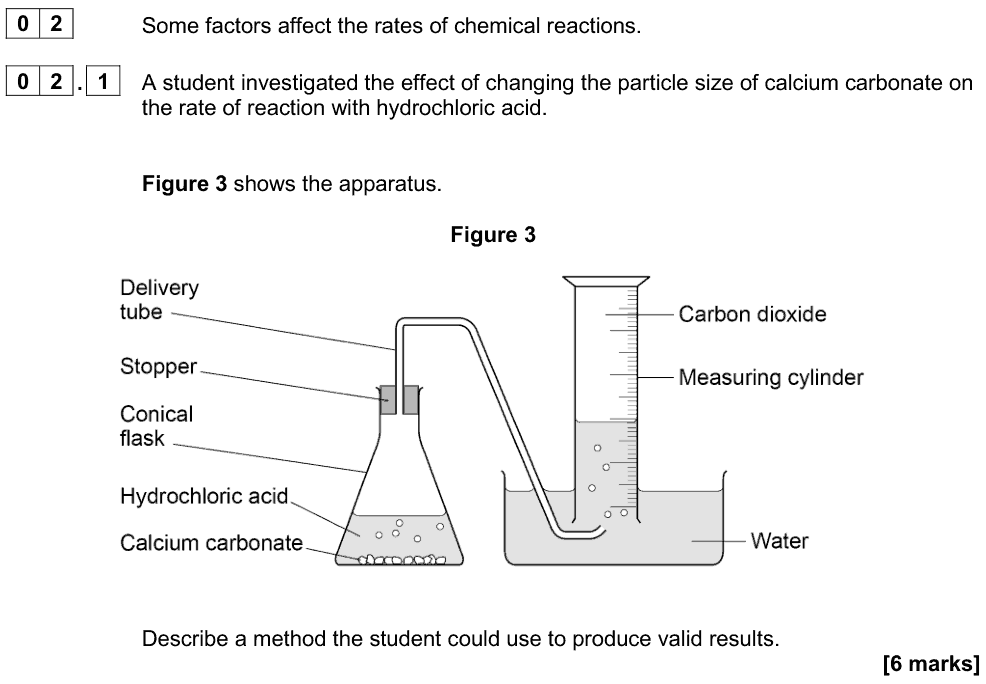 0 2 Some factors affect the rates of chemical reactions.
0 2 . 1 A student investigated the effect of changing the particle size of calcium carbonate on
the rate of reaction with hydrochloric acid.
Figure 3 shows the apparatus.
Figure 3
Delivery
tube
Stopper
Conical
flask
Hydrochloric acid
Calcium carbonate
Carbon dioxide
Measuring cylinder
Water
Describe a method the student could use to produce valid results.
[6 marks]